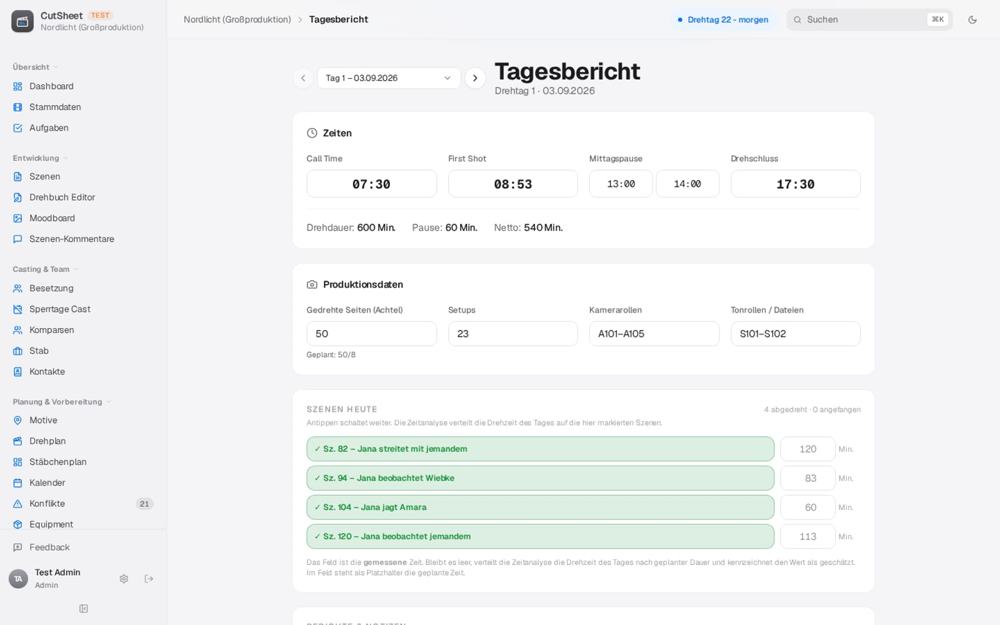 CutSheet TEST
Nordlicht (Großproduktion)
Übersicht
Dashboard
Stammdaten
Aufgaben
Entwicklung
Szenen
Drehbuch Editor
Moodboard
Szenen-Kommentare
Casting & Team
Besetzung
Sperrtage Cast
Komparsen
Stab
Kontakte
Planung & Vorbereitung
Motive
Drehplan
Stäbchenplan
Kalender
Konflikte 21
Equipment
Feedback
TA Test Admin
Admin
Nordlicht (Großproduktion) > Tagesbericht
Drehtag 22 - morgen
Suchen ⌘K
Tag 1 – 03.09.2026
Tagesbericht
Drehtag 1 · 03.09.2026
Zeiten
Call Time First Shot Mittagspause Drehschluss
07:30 08:53 13:00 14:00 17:30
Drehdauer: 600 Min. Pause: 60 Min. Netto: 540 Min.
Produktionsdaten
Gedrehte Seiten (Achtel) Setups Kamerarollen Tonrollen / Dateien
50 23 A101–A105 S101–S102
Geplant: 50/8
SZENEN HEUTE 4 abgedreht · 0 angefangen
Antippen schaltet weiter. Die Zeitanalyse verteilt die Drehzeit des Tages auf die hier markierten Szenen.
✓ Sz. 82 – Jana streitet mit jemandem 120 Min.
✓ Sz. 94 – Jana beobachtet Wiebke 83 Min.
✓ Sz. 104 – Jana jagt Amara 60 Min.
✓ Sz. 120 – Jana beobachtet jemandem 113 Min.
Das Feld ist die gemessene Zeit. Bleibt es leer, verteilt die Zeitanalyse die Drehzeit des Tages nach geplanter Dauer und kennzeichnet den Wert als geschätzt.
Im Feld steht als Platzhalter die geplante Zeit.
BERICHTE & NOTIZEN